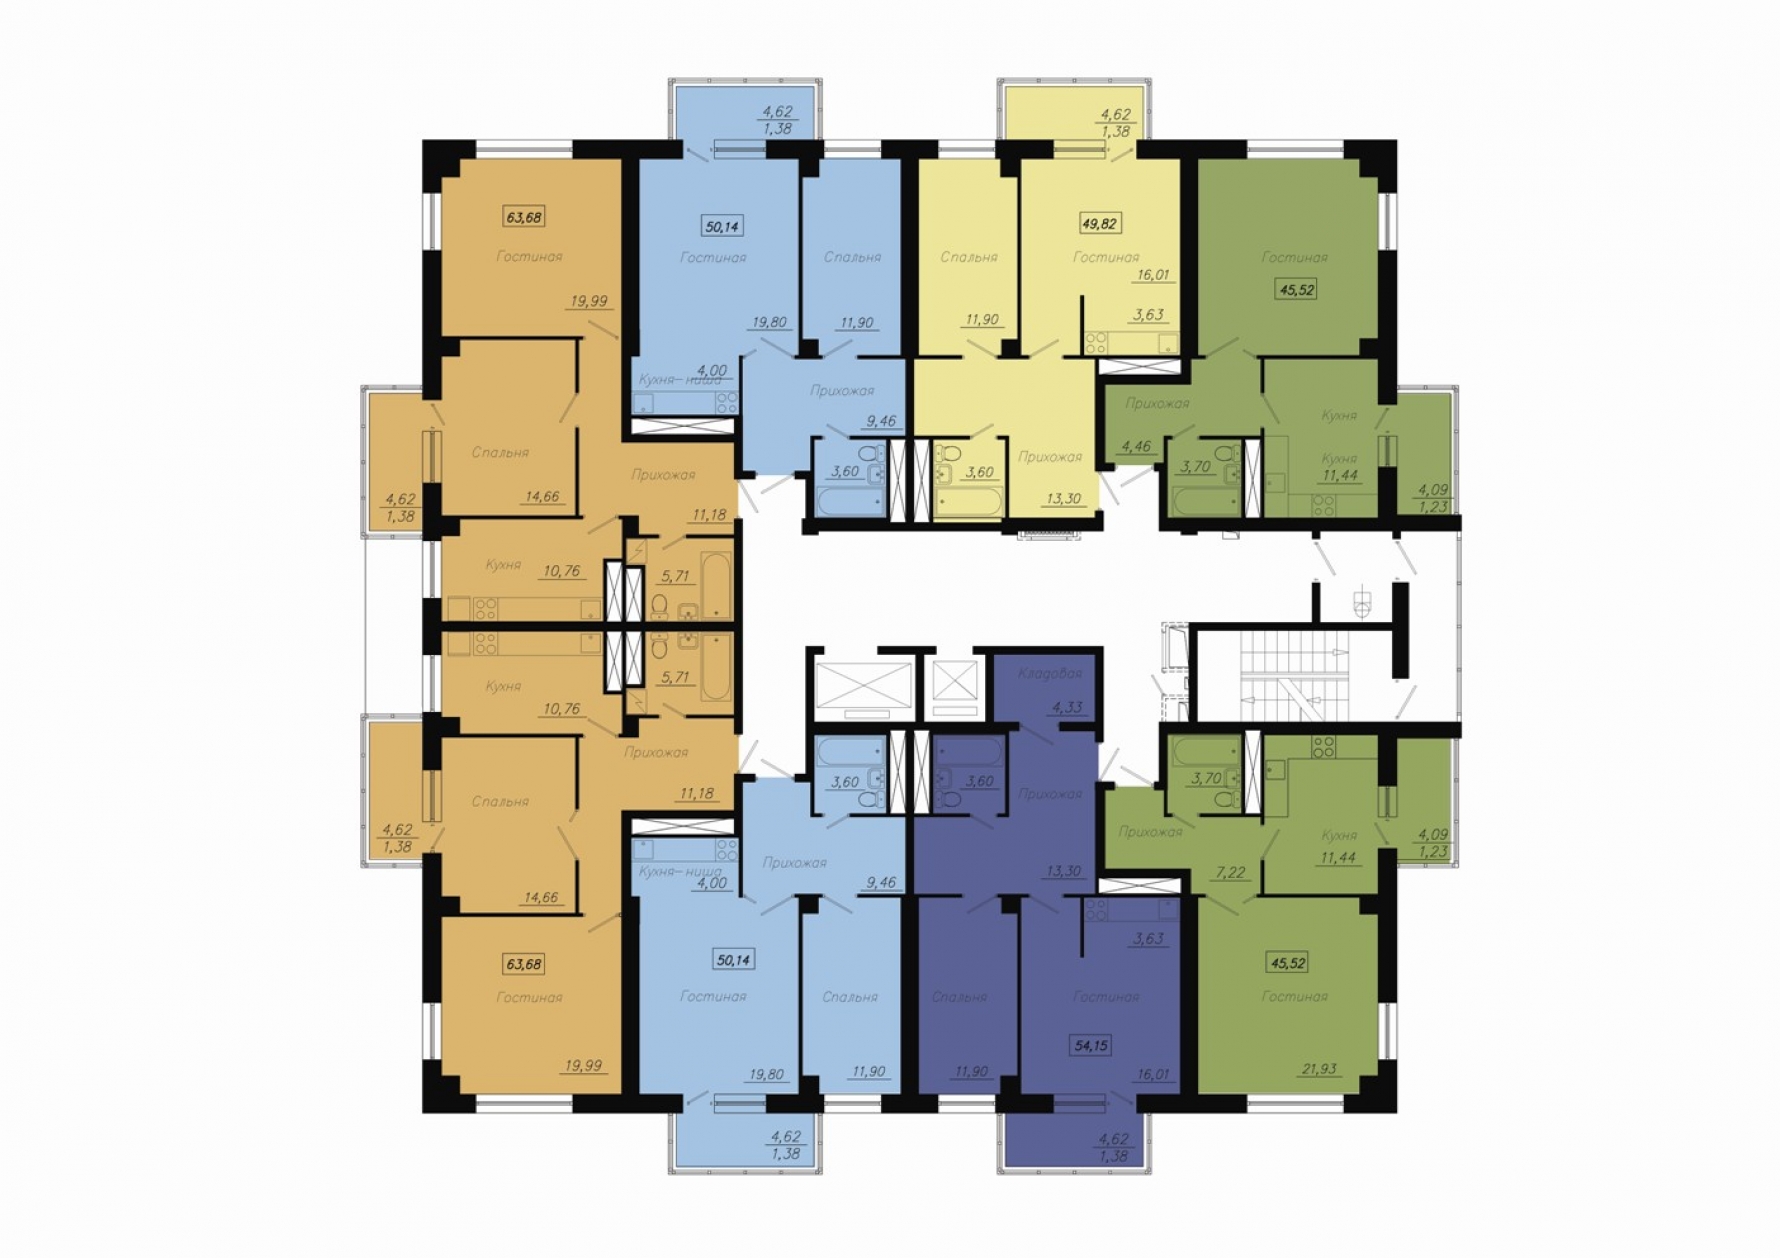 4,62
1,38
4,62
1,38
63,68
Гостиная
19,99
50,14
Гостиная
19,80
Спальня
11,90
Спальня
11,90
49,82
Гостиная
16,01
3,63
Гостиная
45,52
4,00
Кухня-ниша
Прихожая
9,46
3,60
3,60
Прихожая
13,30
Прихожая
4,46
3,70
Кухня
Кухня
11,44
4,09
1,23
Спальня
14,66
4,62
1,38
Прихожая
11,18
Кухня
10,76
5,71
Кухня
10,76
5,71
Прихожая
11,18
Спальня
14,66
4,62
1,38
Кладовая
4,33
3,60
3,60
Прихожая
13,30
3,70
Прихожая
7,22
Кухня
11,44
4,09
1,23
Кухня-ниша
4,00
Прихожая
9,46
63,68
Гостиная
19,99
50,14
Гостиная
19,80
Спальня
11,90
Спальня
11,90
3,63
Гостиная
54,15
16,01
45,52
Гостиная
21,93
4,62
1,38
4,62
1,38